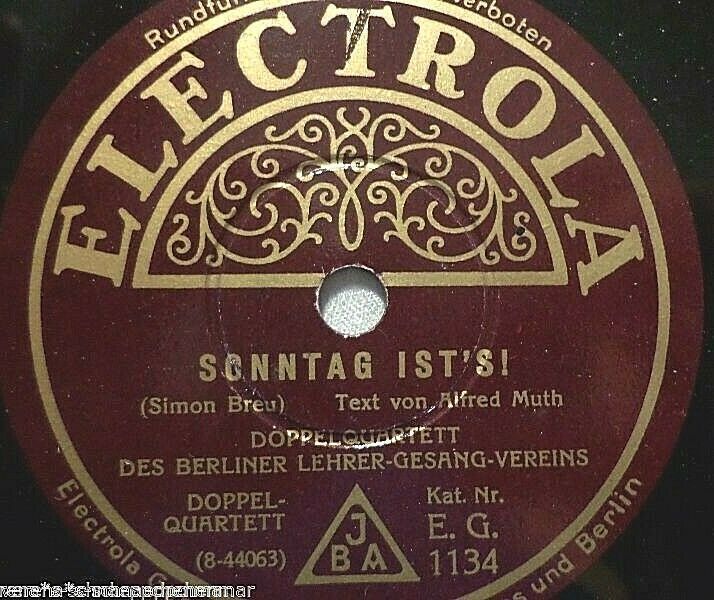 Rundfun
verboten
ELECTROLA
SONNTAG IST'S!
(Simon Breu) Text von Alfred Muth
DOPPELQUARTETT
DES BERLINER LEHRER-GESANG-VEREINS
DOPPEL-
QUARTETT
(8-44063)
J
B A
Kat. Nr.
E. G.
1134
Electrola
und Berlin